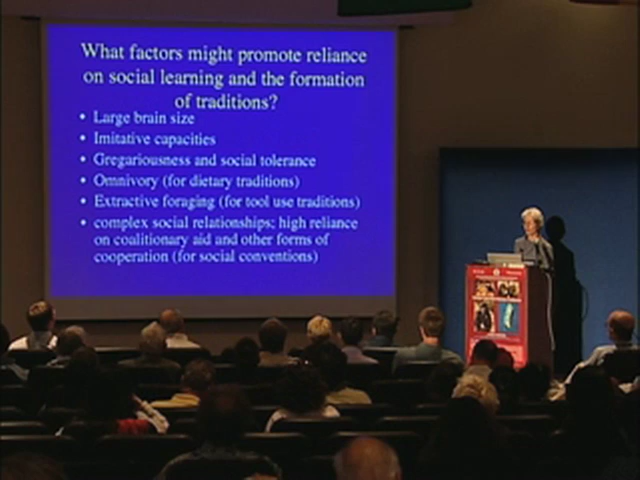 What factors might promote reliance
on social learning and the formation
of traditions?
• Large brain size
• Imitative capacities
• Gregariousness and social tolerance
• Omnivory (for dietary traditions)
• Extractive foraging (for tool use traditions)
• complex social relationships; high reliance
on coalitionary aid and other forms of
cooperation (for social conventions)